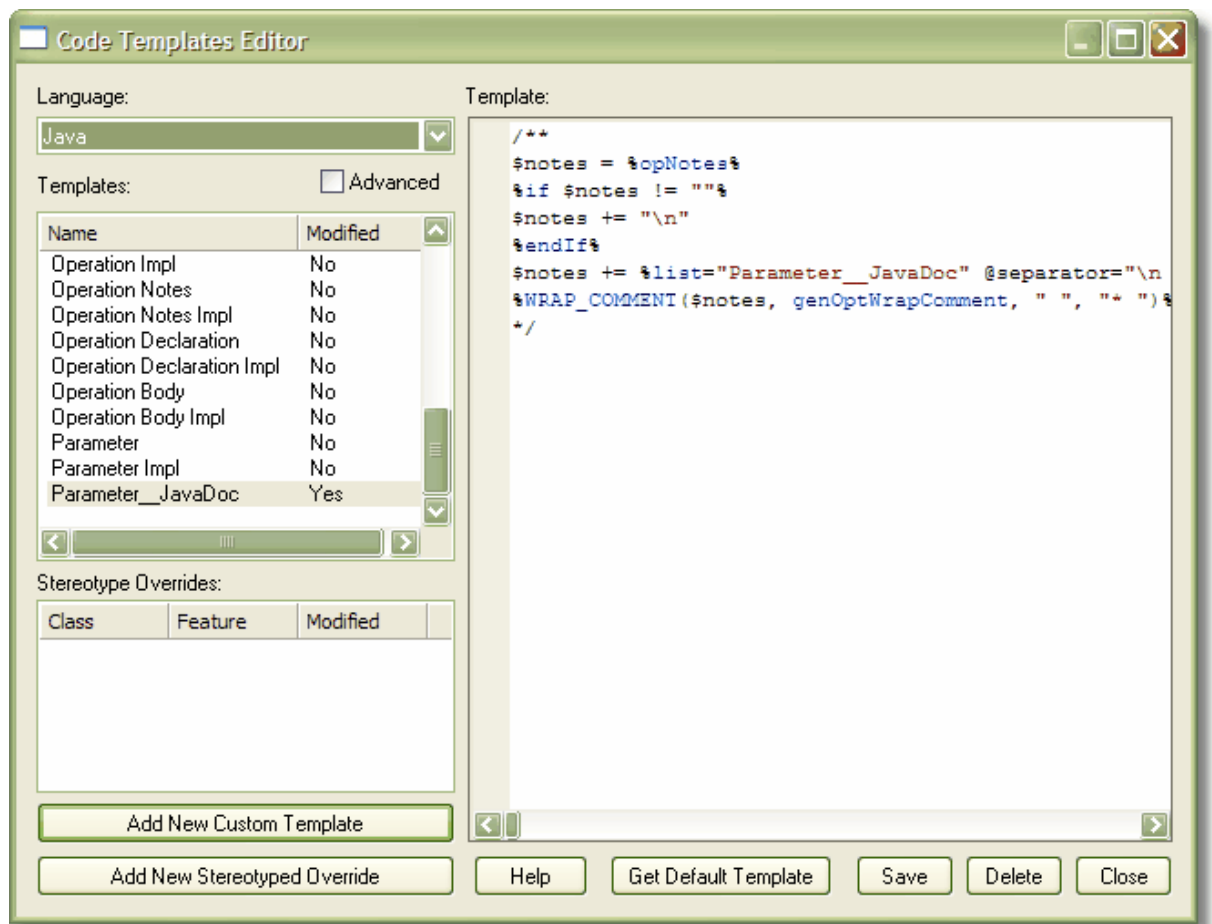 Code Templates Editor
Language:
Template:
Java
Templates:
Advanced
Name Modified
Operation Impl No
Operation Notes No
Operation Notes Impl No
Operation Declaration No
Operation Declaration Impl No
Operation Body No
Operation Body Impl No
Parameter No
Parameter Impl No
Parameter__JavaDoc Yes
/**
$notes = %opNotes%
%if $notes != ""%
$notes += "\n"
%endIf%
$notes += %list="Parameter__JavaDoc" @separator="\n
%WRAP_COMMENT($notes, genOptWrapComment, " ", "* ")%
*/
Stereotype Overrides:
Class Feature Modified
Add New Custom Template
Add New Stereotyped Override
Help Get Default Template Save Delete Close